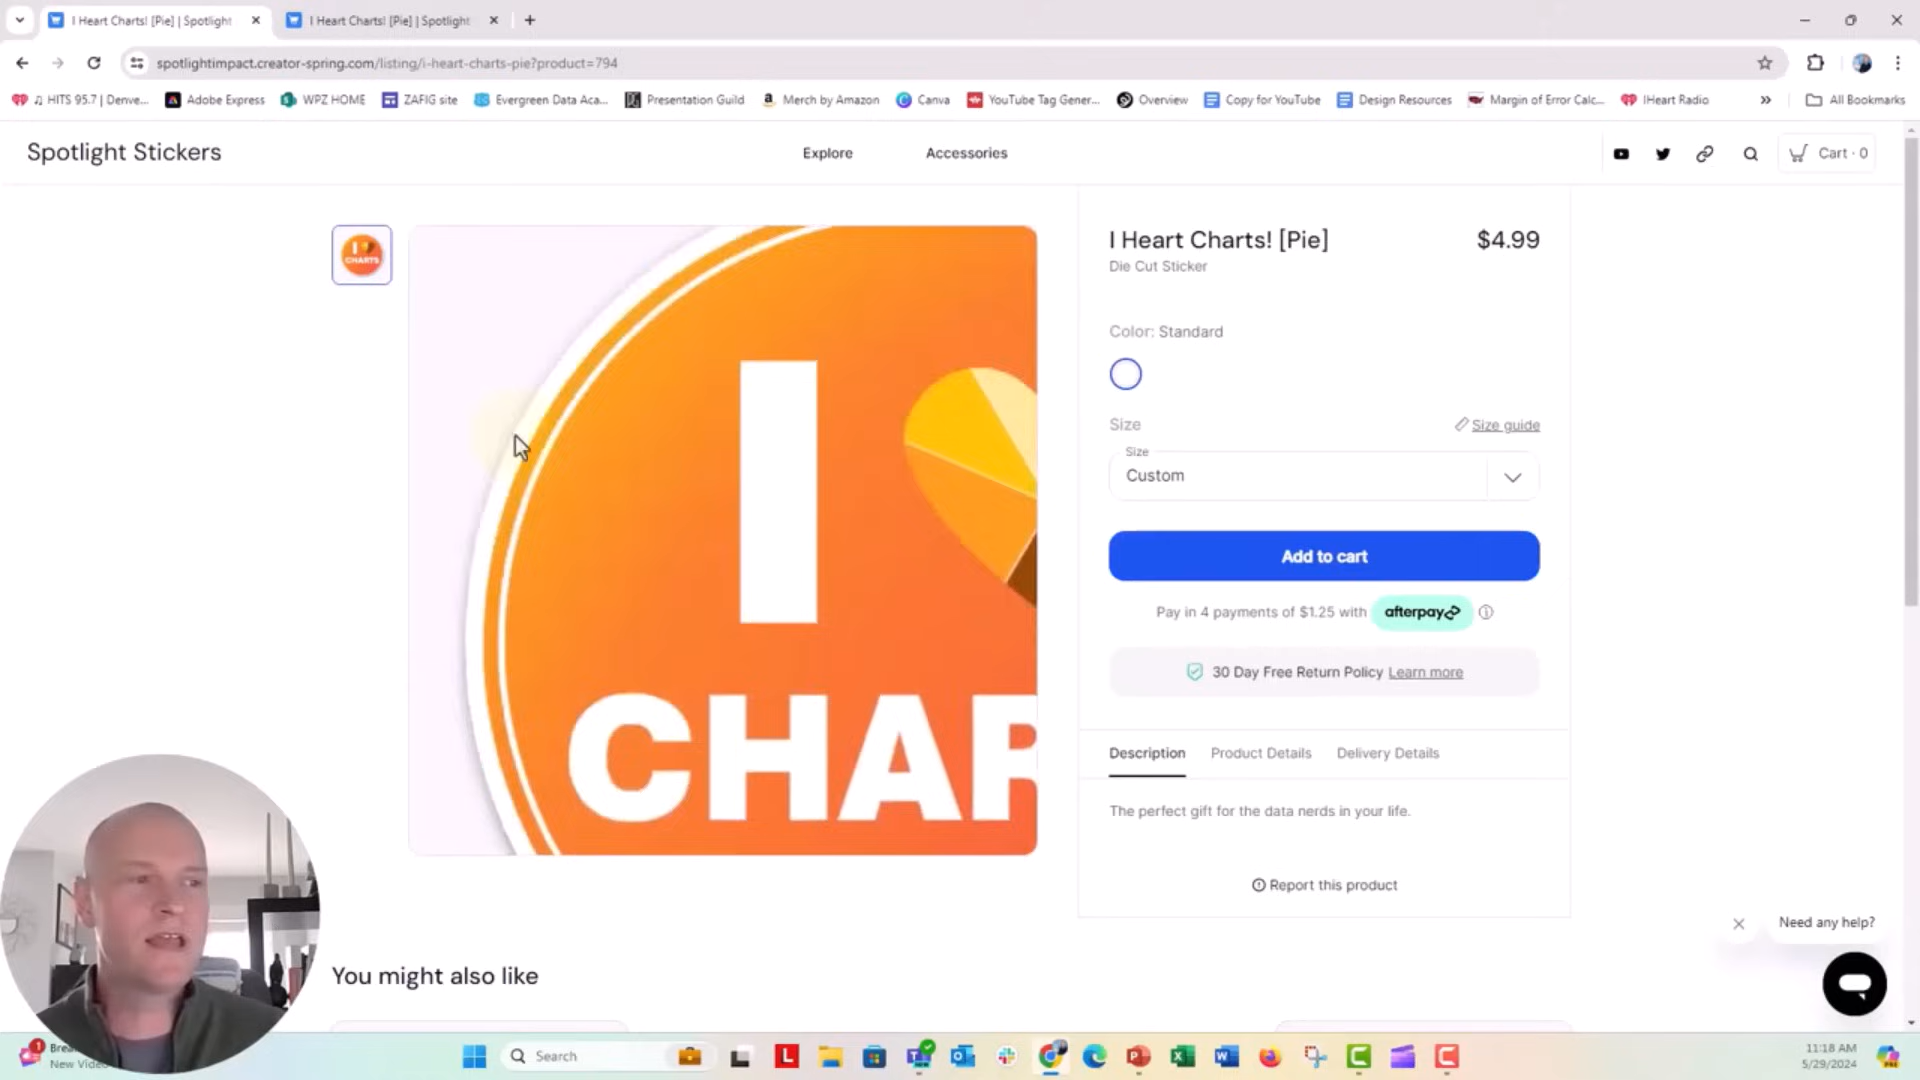 I Heart Charts! [Pie] | Spotlight
I Heart Charts! [Pie] | Spotlight
spotlightimpact.creator-spring.com/listing/i-heart-charts-pie?product=794
♫ HITS 95.7 | Denve...
Adobe Express
WPZ HOME
ZAFIG site
Evergreen Data Aca...
Presentation Guild
Merch by Amazon
Canva
YouTube Tag Gener...
Overview
Copy for YouTube
Design Resources
Margin of Error Calc...
IHeart Radio
»
All Bookmarks
Spotlight Stickers
Explore
Accessories
Cart · 0
I
CHARTS
I
CHAR
I Heart Charts! [Pie]
$4.99
Die Cut Sticker
Color: Standard
Size
Size guide
Size
Custom
Add to cart
Pay in 4 payments of $1.25 with afterpay
30 Day Free Return Policy Learn more
Description
Product Details
Delivery Details
The perfect gift for the data nerds in your life.
Report this product
Need any help?
You might also like
1
Brea
New Video
Search
11:18 AM
5/29/2024